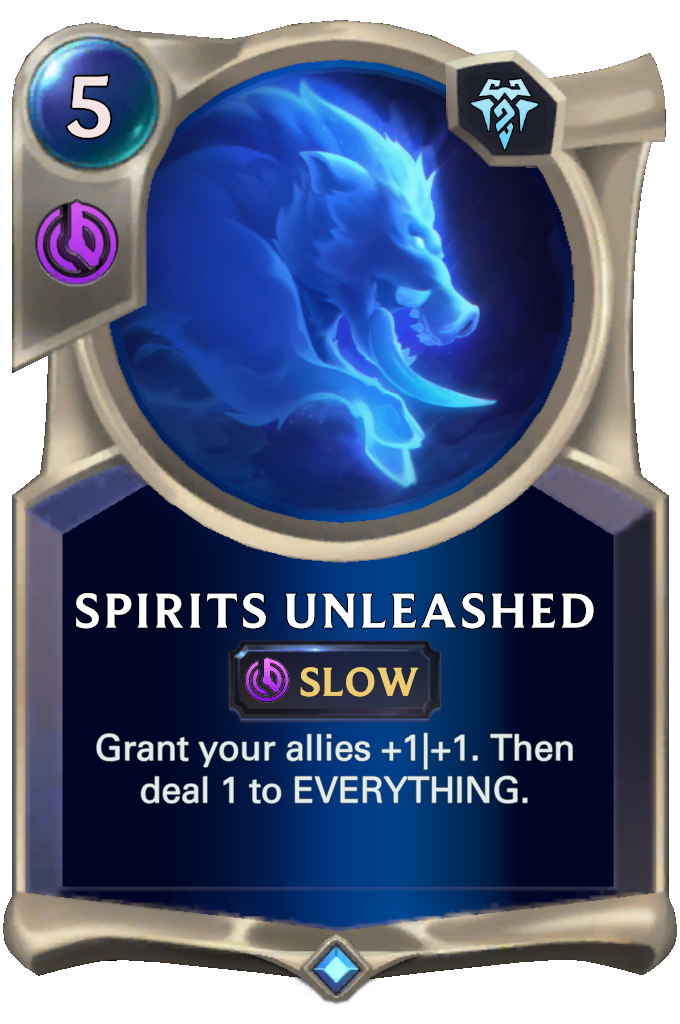 5
SPIRITS UNLEASHED
SLOW
Grant your allies +1|+1. Then
deal 1 to EVERYTHING.